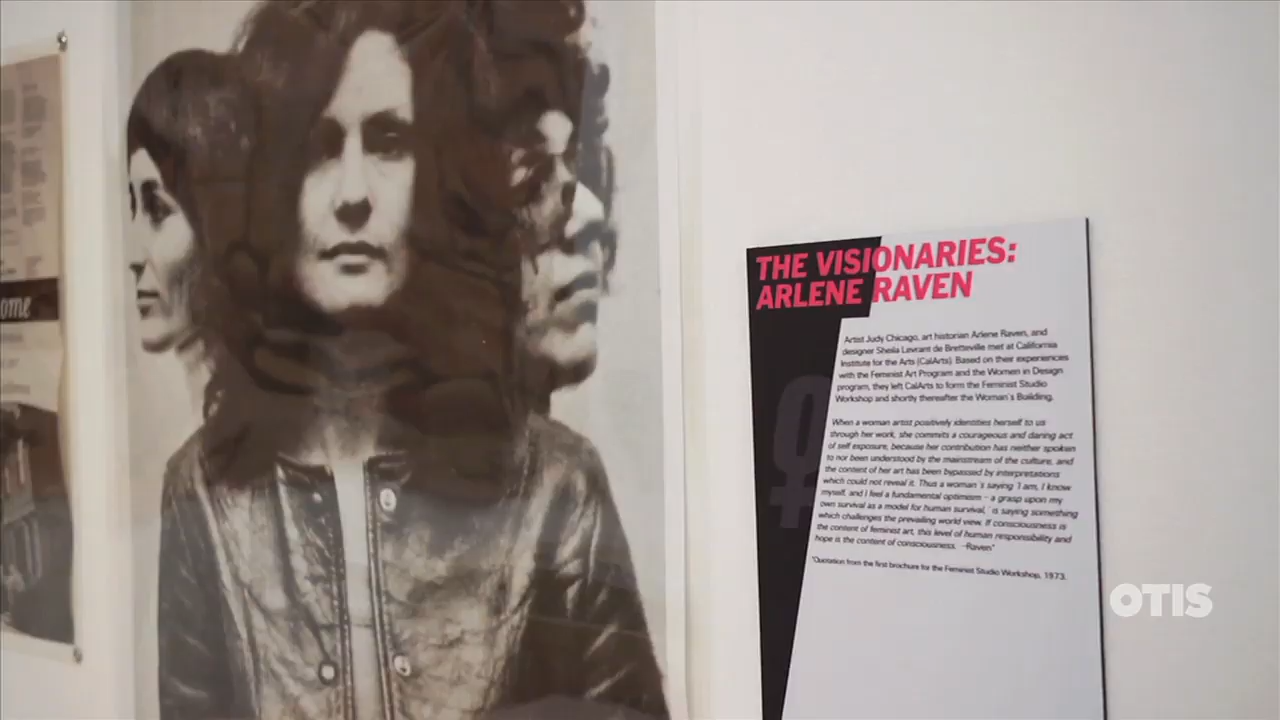 ome
THE VISIONARIES:
ARLENE RAVEN
Artist Judy Chicago, art historian Arlene Raven, and
designer Sheila Levrant de Bretteville met at California
Institute for the Arts (CalArts). Based on their experiences
with the Feminist Art Program and the Women in Design
program, they left CalArts to form the Feminist Studio
Workshop and shortly thereafter the Woman's Building.
When a woman artist positively identifies herself to us
through her work, she commits a courageous and daring act
of self exposure, because her contribution has neither spoken
to nor been understood by the mainstream of the culture, and
the content of her art has been bypassed by interpretations
which could not reveal it. Thus a woman's saying 'I am, I know
myself, and I feel a fundamental optimism - a grasp upon my
own survival as a model for human survival,' is saying something
which challenges the prevailing world view. If consciousness is
the content of feminist art, this level of human responsibility and
hope is the content of consciousness. –Raven*
*Quotation from the first brochure for the Feminist Studio Workshop, 1973.
OTIS